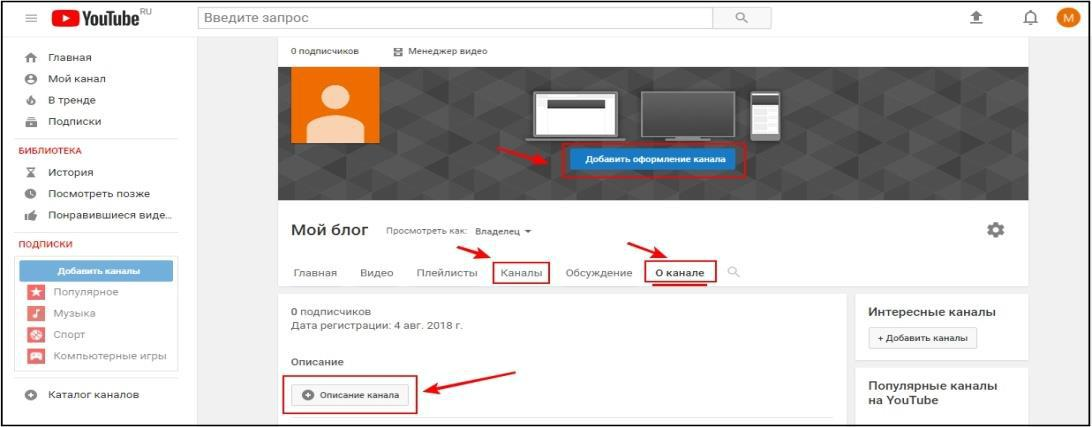 YouTube RU
Введите запрос
M
Главная
Мой канал
В тренде
Подписки
БИБЛИОТЕКА
История
Посмотреть позже
Понравившиеся виде...
ПОДПИСКИ
Добавить каналы
Популярное
Музыка
Спорт
Компьютерные игры
Каталог каналов
0 подписчиков Менеджер видео
Добавить оформление канала
Мой блог Просмотреть как: Владелец
Главная Видео Плейлисты Каналы Обсуждение О канале
0 подписчиков
Дата регистрации: 4 авг. 2018 г.
Описание
Описание канала
Интересные каналы
+ Добавить каналы
Популярные каналы
на YouTube